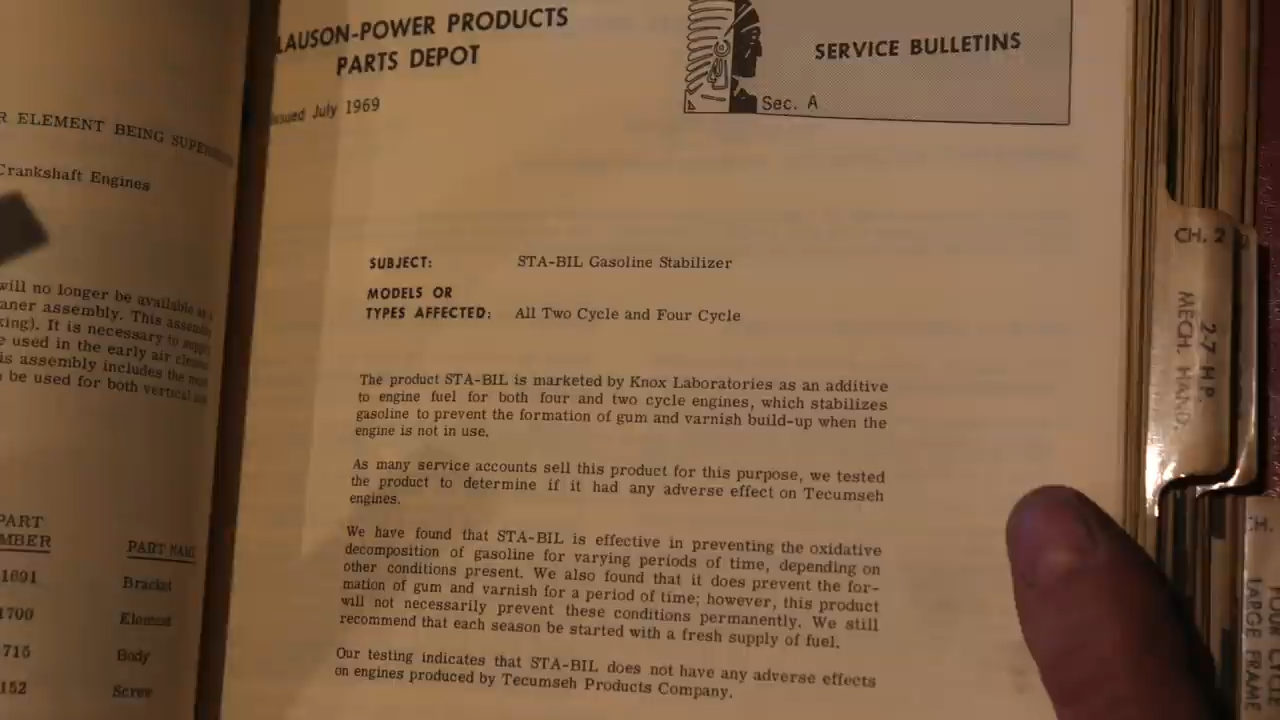 R ELEMENT BEING
Crankshaft Engines
will no longer be available
aner assembly. This
king). It is necessary to
used in the early air
is assembly includes the
be used for both vertical
PART
MBER
PART NAME
1691 Bracket
1700 Element
715 Body
152 Screw
LAUSON-POWER PRODUCTS
PARTS DEPOT
Issued July 1969
SERVICE BULLETINS
Sec. A
SUBJECT: STA-BIL Gasoline Stabilizer
MODELS OR
TYPES AFFECTED: All Two Cycle and Four Cycle
The product STA-BIL is marketed by Knox Laboratories as an additive
to engine fuel for both four and two cycle engines, which stabilizes
gasoline to prevent the formation of gum and varnish build-up when the
engine is not in use.
As many service accounts sell this product for this purpose, we tested
the product to determine if it had any adverse effect on Tecumseh
engines.
We have found that STA-BIL is effective in preventing the oxidative
decomposition of gasoline for varying periods of time, depending on
other conditions present. We also found that it does prevent the for-
mation of gum and varnish for a period of time; however, this product
will not necessarily prevent these conditions permanently. We still
recommend that each season be started with a fresh supply of fuel.
Our testing indicates that STA-BIL does not have any adverse effects
on engines produced by Tecumseh Products Company.
CH. 2
2-7 H.P.
MECH. HAND.
CH.
FOUR CYCLE
LARGE FRAME